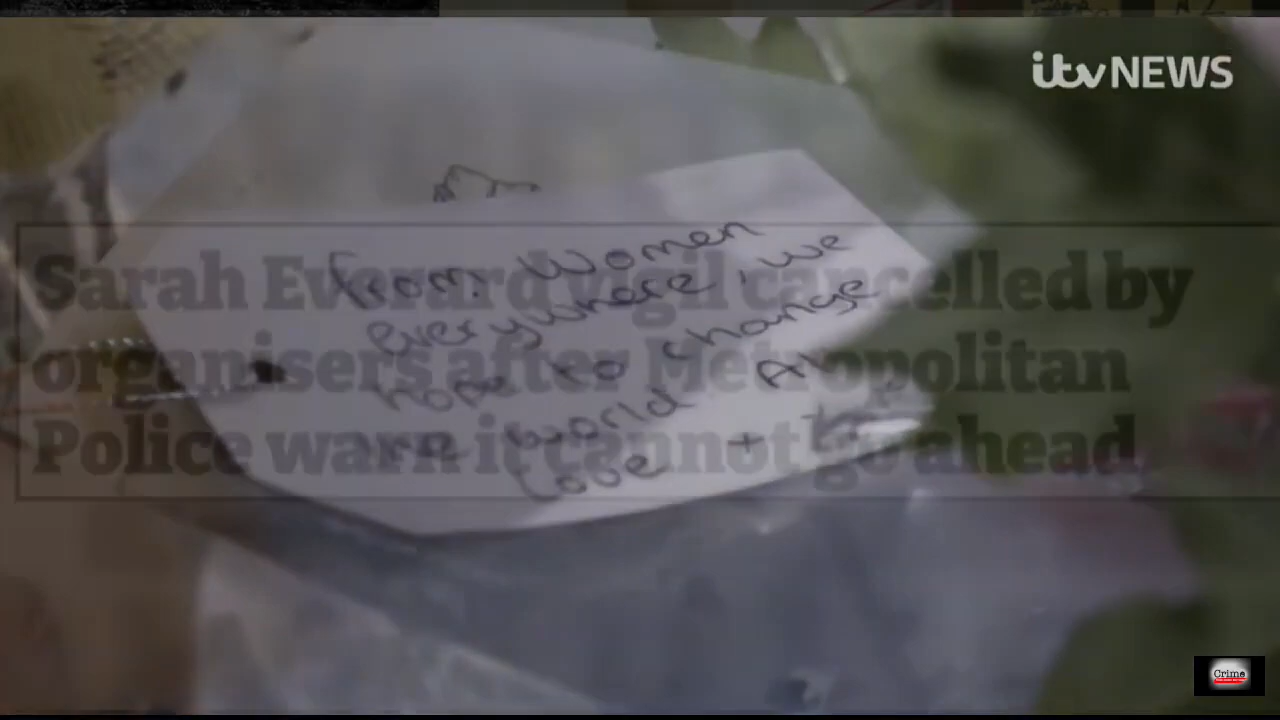 itv NEWS
Sarah Everard vigil cancelled by
organisers after Metropolitan
Police warn it cannot go ahead
from: Women
everywhere, we
hope to change
the world.
Love +
Crime